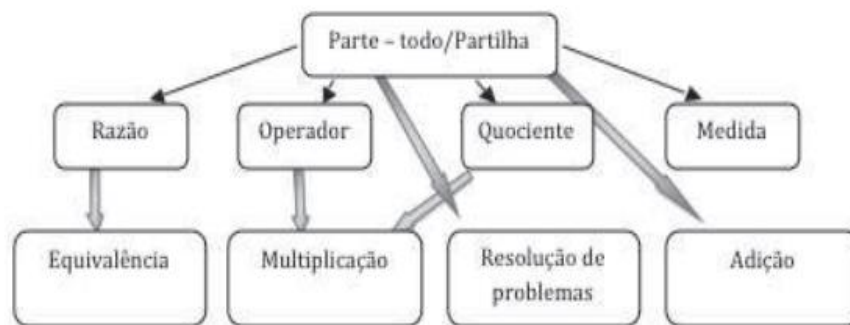 Parte – todo/Partilha
Razão
Operador
Quociente
Medida
Equivalência
Multiplicação
Resolução de
problemas
Adição